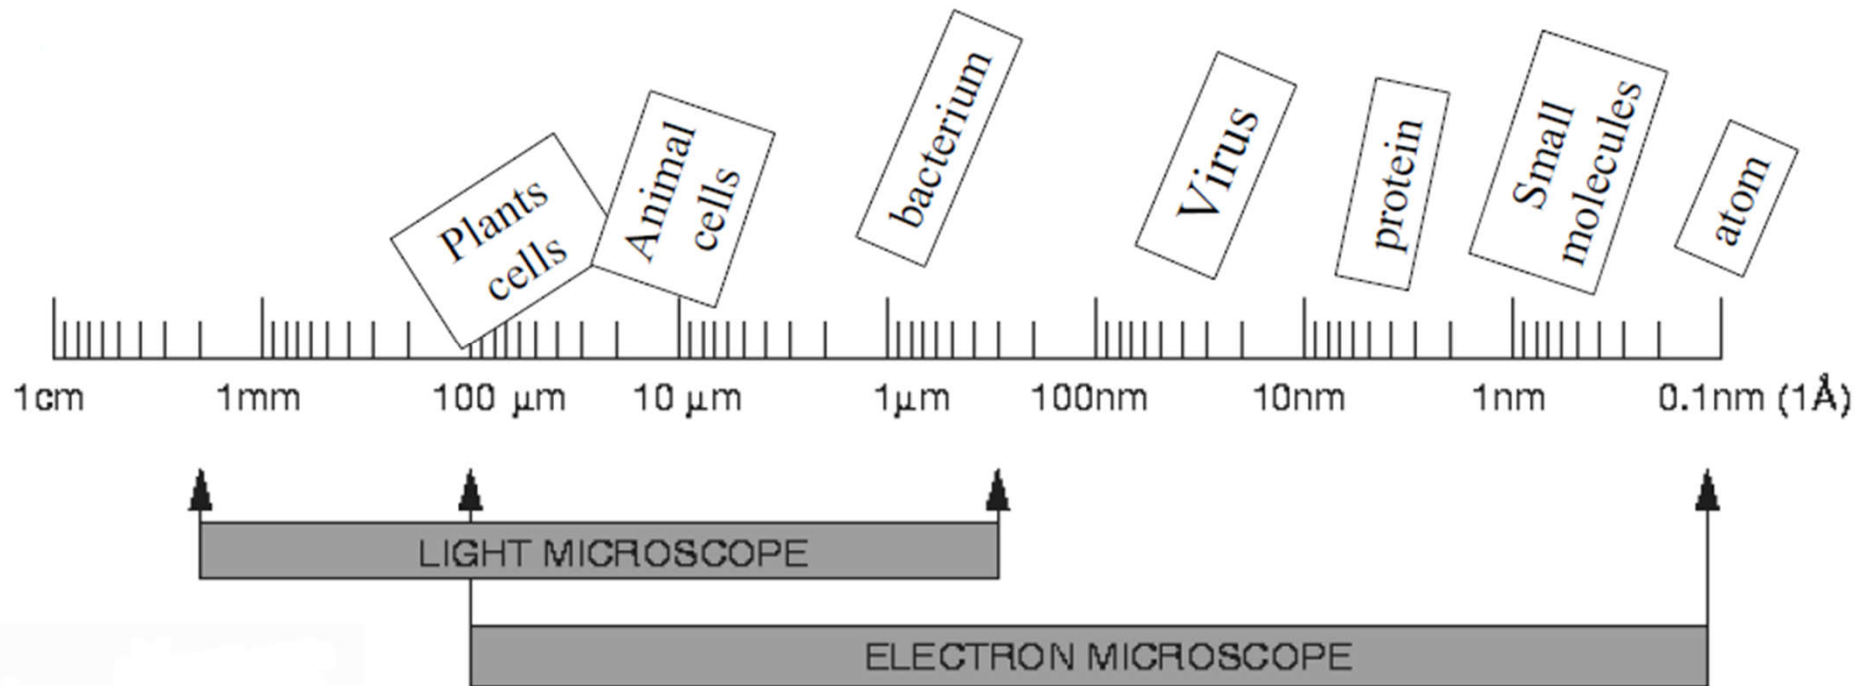 Plants
cells
Animal
cells
bacterium
Virus
protein
Small
molecules
atom
1cm
1mm
100 μm
10 μm
1μm
100nm
10nm
1nm
0.1nm (1Å)
LIGHT MICROSCOPE
ELECTRON MICROSCOPE